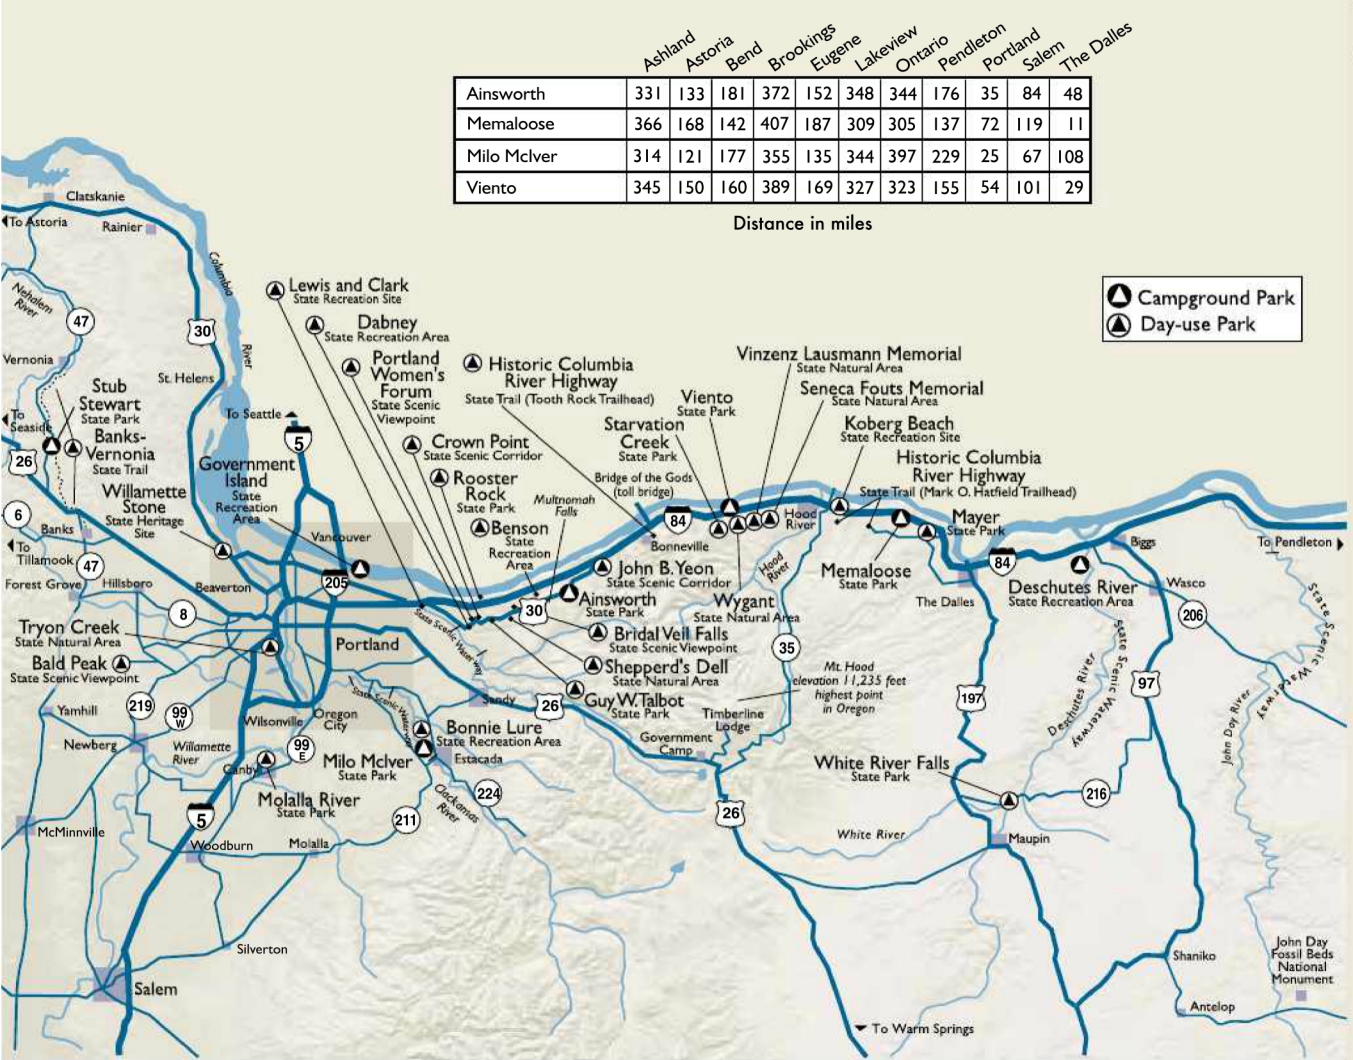 Ashland Astoria Bend Brookings Eugene Lakeview Ontario Pendleton Portland Salem The Dalles
Ainsworth 331 133 181 372 152 348 344 176 35 84 48
Memaloose 366 168 142 407 187 309 305 137 72 119 11
Milo McIver 314 121 177 355 135 344 397 229 25 67 108
Viento 345 150 160 389 169 327 323 155 54 101 29
Distance in miles
Campground Park
Day-use Park
Clatskanie
To Astoria
Rainier
Columbia
River
Nehalem
River
47
30
Vernonia
St. Helens
Stub
Stewart
State Park
To
Seaside
Banks-
Vernonia
State Trail
26
To Seattle
5
Government
Island
State
Recreation
Area
Willamette
Stone
State Heritage
Site
6
Banks
To
Tillamook
47
Forest Grove
Hillsboro
Beaverton
Vancouver
205
8
Tryon Creek
State Natural Area
Bald Peak
State Scenic Viewpoint
Portland
219
99
W
Yamhill
Newberg
Willamette
River
Wilsonville
Oregon
City
99
E
Canby
Molalla River
State Park
5
McMinnville
Woodburn
Molalla
211
Silverton
Salem
Lewis and Clark
State Recreation Site
Dabney
State Recreation Area
Portland
Women's
Forum
State Scenic
Viewpoint
Historic Columbia
River Highway
State Trail (Tooth Rock Trailhead)
Crown Point
State Scenic Corridor
Rooster
Rock
State Park
Benson
State
Recreation
Area
Multnomah
Falls
Bridge of the Gods
(toll bridge)
Starvation
Creek
State Park
Viento
State Park
Vinzenz Lausmann Memorial
State Natural Area
Seneca Fouts Memorial
State Natural Area
Koberg Beach
State Recreation Site
Historic Columbia
River Highway
State Trail (Mark O. Hatfield Trailhead)
84
Bonneville
Hood
River
Hood
River
Mayer
State Park
Memaloose
State Park
Wygant
State Natural Area
John B. Yeon
State Scenic Corridor
Ainsworth
State Park
30
Bridal Veil Falls
State Scenic Viewpoint
Shepperd's Dell
State Natural Area
Guy W. Talbot
State Park
State Scenic Waterway
Sandy
26
State Scenic Waterway
Bonnie Lure
State Recreation Area
Milo McIver
State Park
Estacada
Clackamas
River
224
35
Mt. Hood
elevation 11,235 feet
highest point
in Oregon
Timberline
Lodge
Government
Camp
26
The Dalles
84
Deschutes River
State Recreation Area
Biggs
To Pendleton
Wasco
206
State Scenic Waterway
197
Deschutes River
State Scenic Waterway
97
John Day River
White River Falls
State Park
216
White River
Maupin
Shaniko
John Day
Fossil Beds
National
Monument
Antelop
To Warm Springs